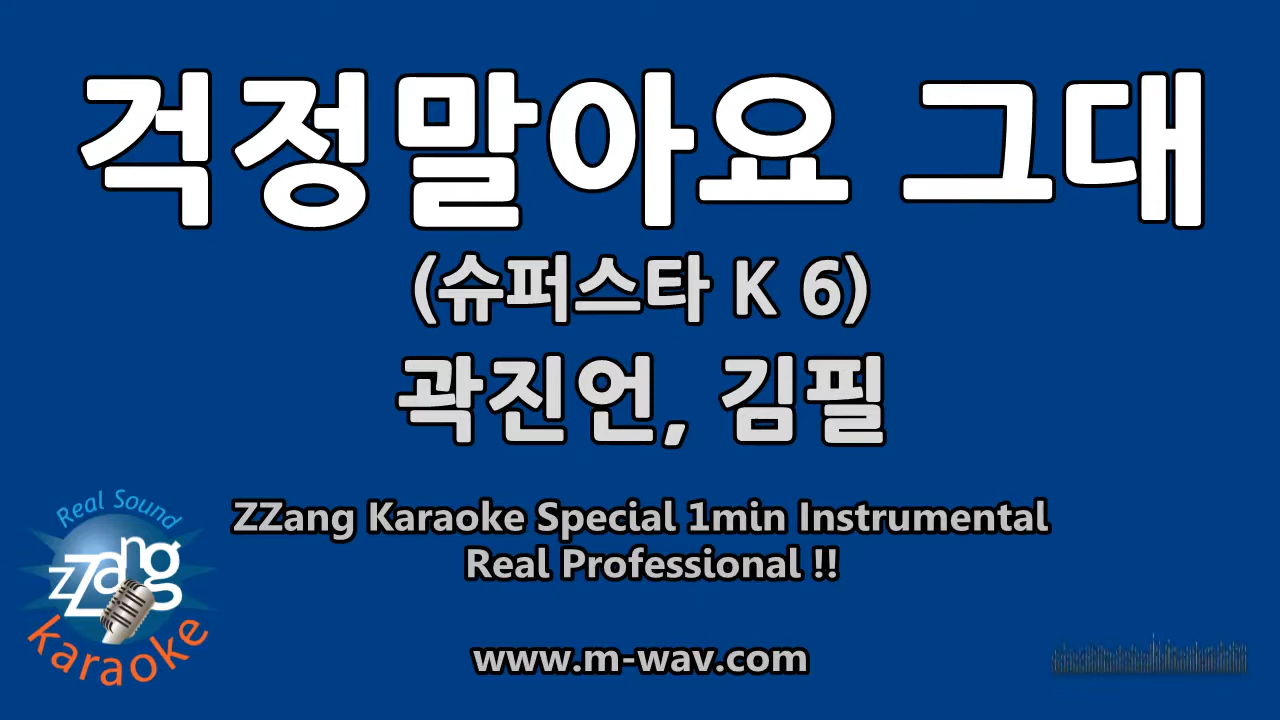 걱정말아요 그대
(슈퍼스타 K 6)
곽진언, 김필
ZZang Karaoke Special 1min Instrumental
Real Professional !!
Real Sound
zZang
karaoke
www.m-wav.com